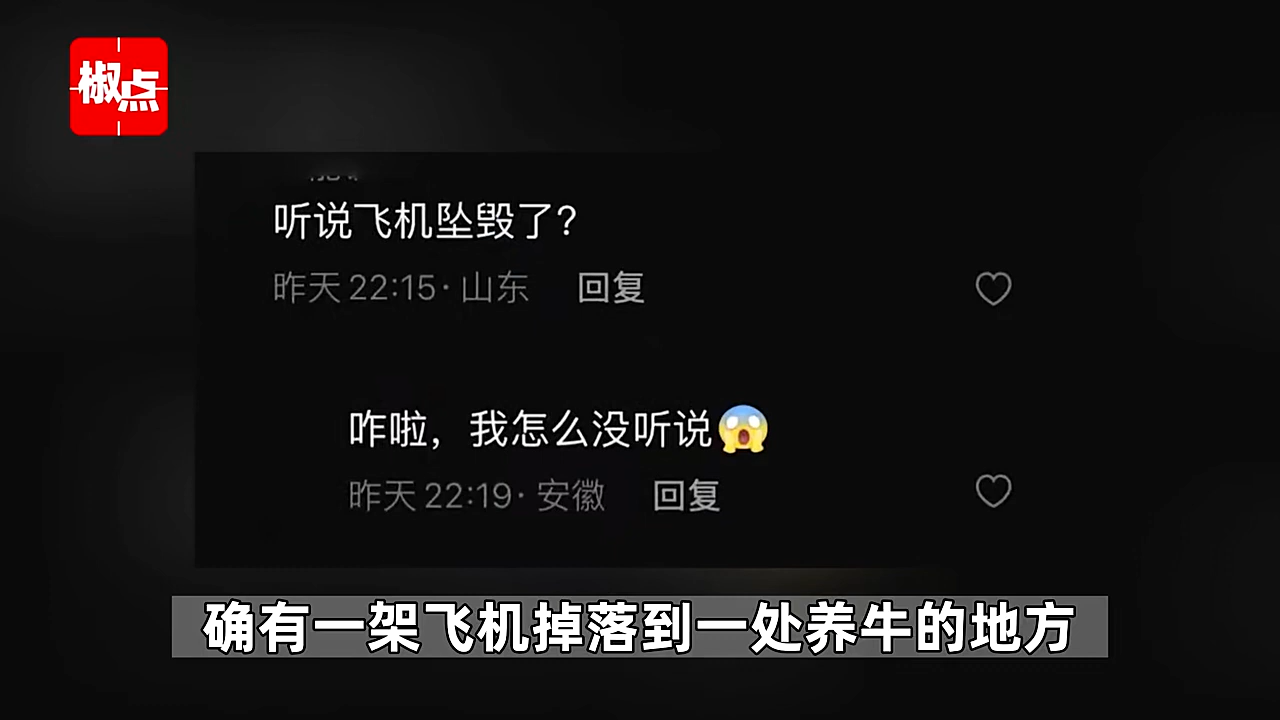 椒点
听说飞机坠毁了?
昨天 22:15·山东 回复
咋啦，我怎么没听说😱
昨天 22:19·安徽 回复
确有一架飞机掉落到一处养牛的地方